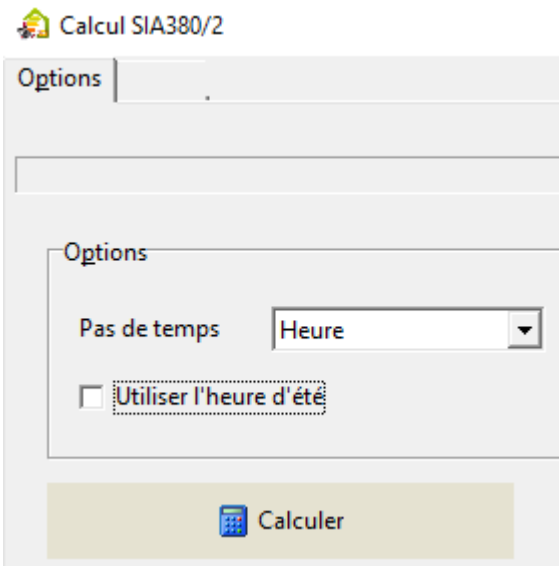 Calcul SIA380/2
Options
Options
Pas de temps Heure
Utiliser l'heure d'été
Calculer